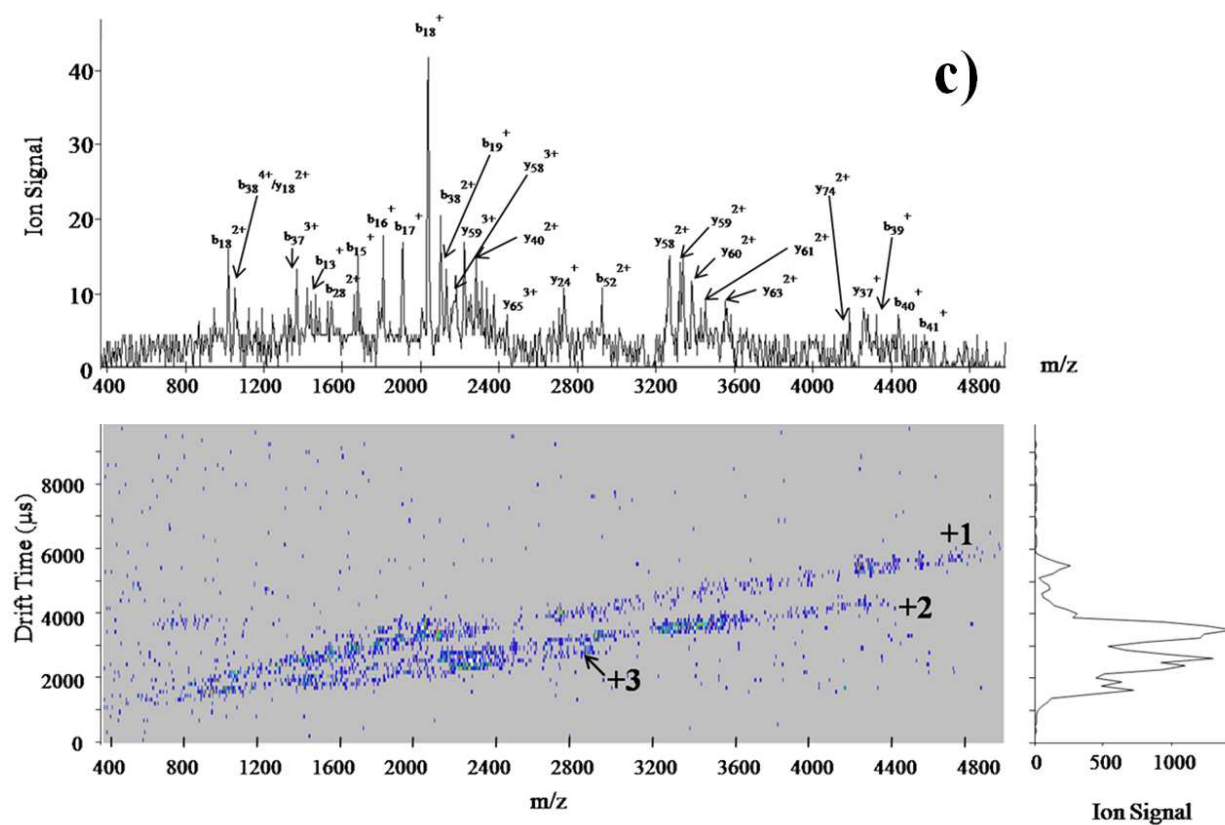 c)
Ion Signal
40
30
20
10
0
b18+
b19+
y58 3+
b38 4+/y18 2+
b38 2+
y74 2+
b37 3+
b16+
b17+
y59 3+
y59 2+
b39+
b18 2+
b13+
b15+
y40 2+
y58 2+
y60 2+
y61 2+
b28 2+
y24+
b52 2+
y63 2+
y37+
y65 3+
b40+
b41+
400 800 1200 1600 2000 2400 2800 3200 3600 4000 4400 4800
m/z
Drift Time (μs)
8000
6000
4000
2000
0
+1
+2
+3
400 800 1200 1600 2000 2400 2800 3200 3600 4000 4400 4800
m/z
0 500 1000
Ion Signal